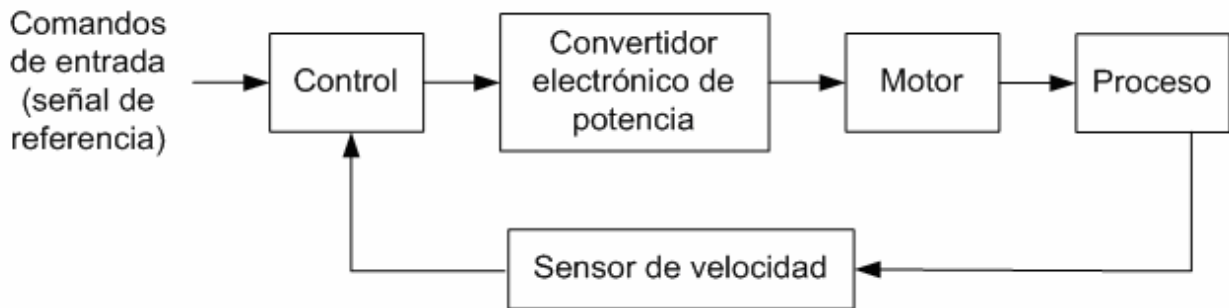 Comandos
de entrada
(señal de
referencia)
Control
Convertidor
electrónico de
potencia
Motor
Proceso
Sensor de velocidad